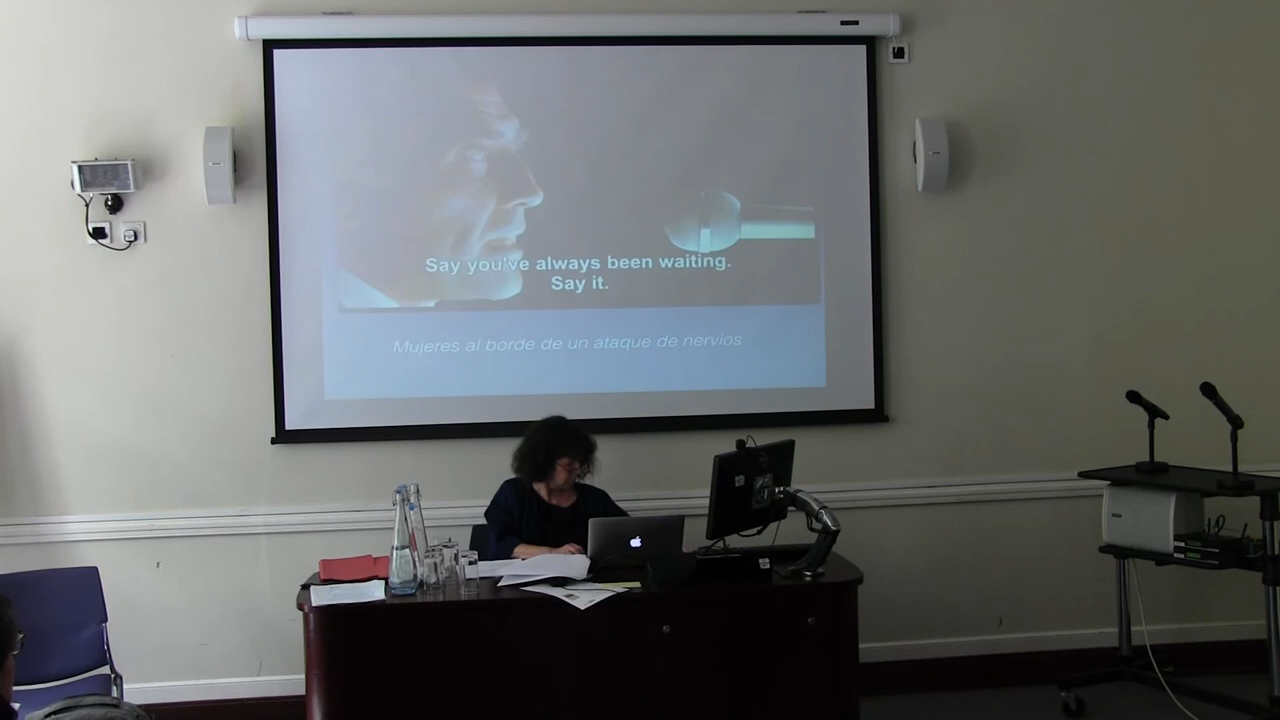 Say you've always been waiting.
Say it.
Mujeres al borde de un ataque de nervios